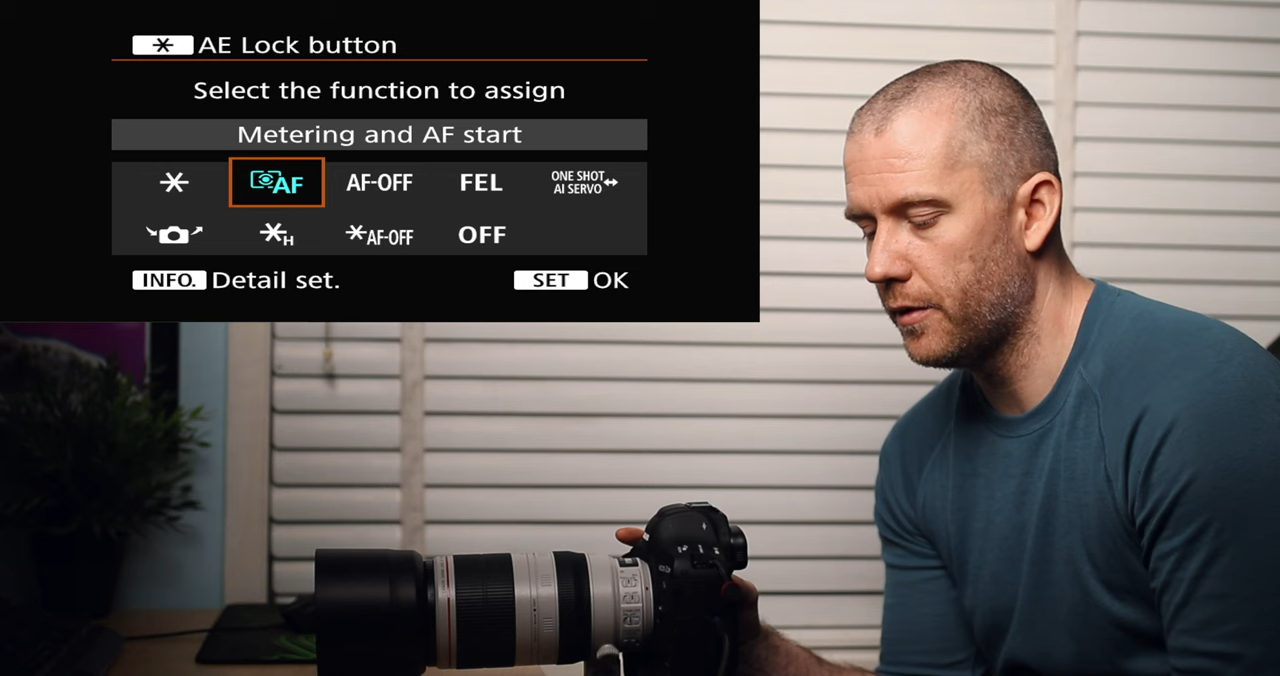 * AE Lock button
Select the function to assign
Metering and AF start
* AF AF-OFF FEL ONE SHOT
AI SERVO
*H *AF-OFF OFF
INFO. Detail set. SET OK